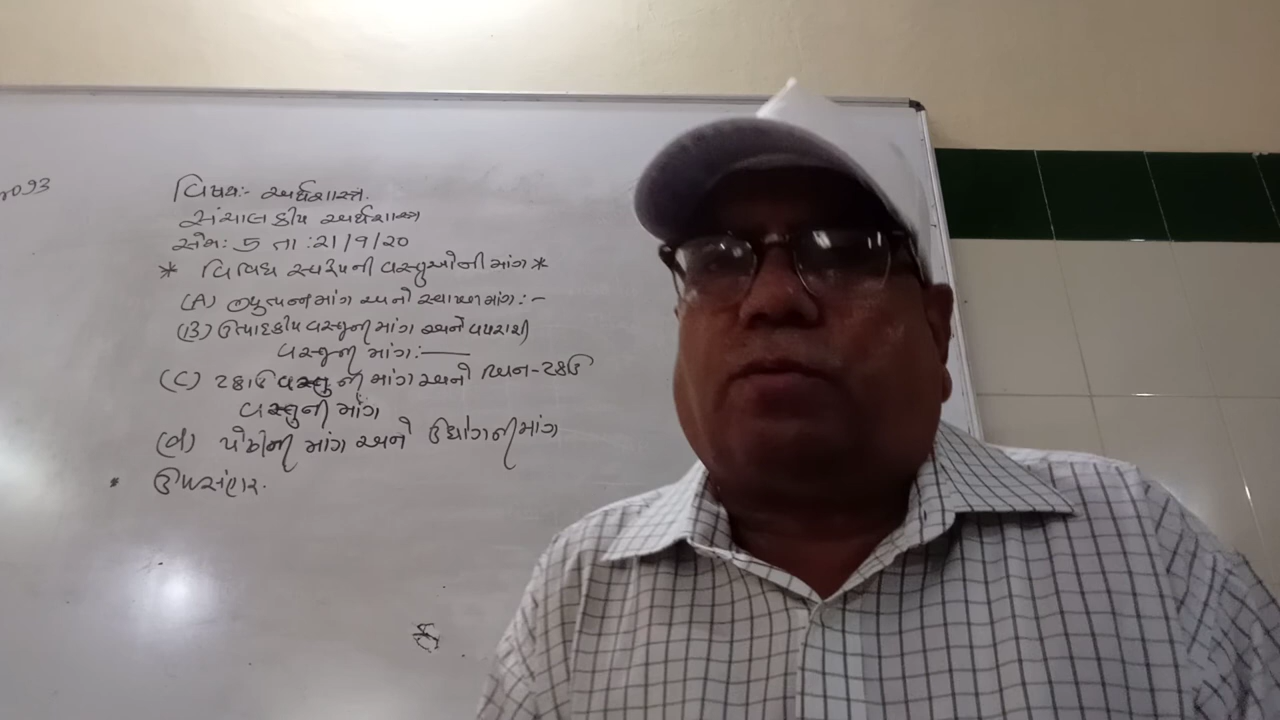 2093
વિષય:- અર્થશાસ્ત્ર.
સંચાલકીય અર્થશાસ્ત્ર
સેમ: 5 તા : 21/9/20
* વિવિધ સ્વરૂપની વસ્તુઓની માંગ *
(A) વ્યુત્પન્ન માંગ અને સ્વાયત્ત માંગ :-
(B) ઉત્પાદકીય વસ્તુની માંગ અને વપરાશી
વસ્તુની માંગ :-
(C) ટકાઉ વસ્તુની માંગ અને બિન-ટકાઉ
વસ્તુની માંગ
પેઢીની માંગ અને ઉદ્યોગની માંગ
* ઉપસંહાર.